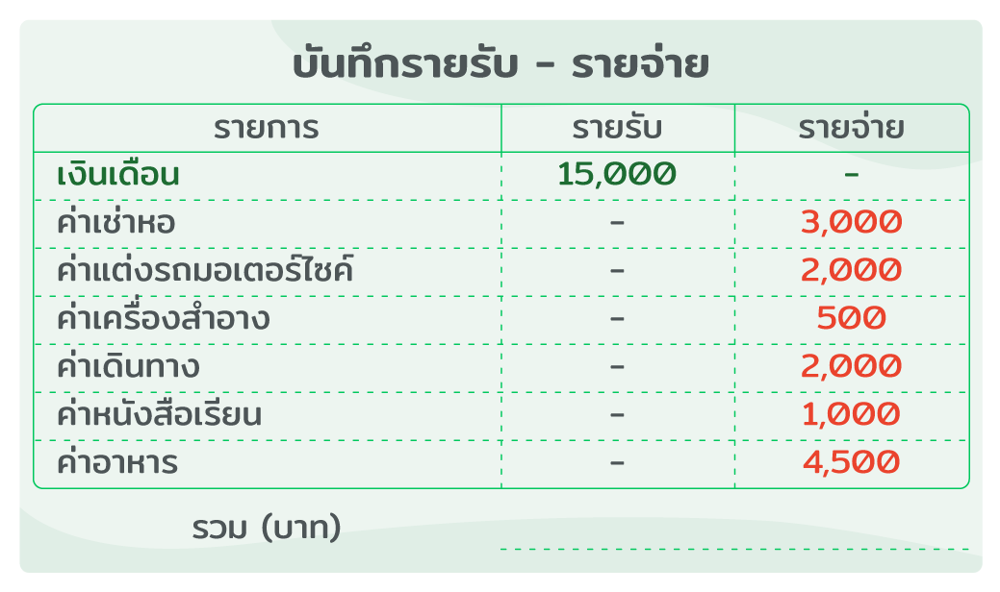 บันทึกรายรับ - รายจ่าย
รายการ รายรับ รายจ่าย
เงินเดือน 15,000 -
ค่าเช่าหอ - 3,000
ค่าแต่งรถมอเตอร์ไซค์ - 2,000
ค่าเครื่องสำอาง - 500
ค่าเดินทาง - 2,000
ค่าหนังสือเรียน - 1,000
ค่าอาหาร - 4,500
รวม (บาท)